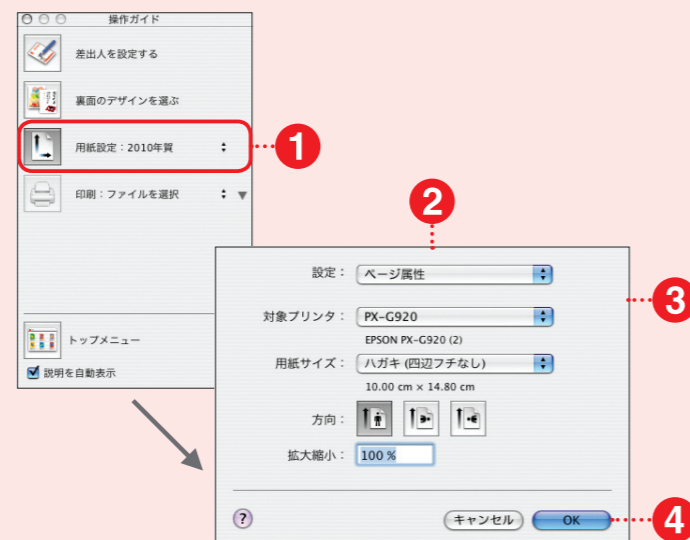 操作ガイド
差出人を設定する
裏面のデザインを選ぶ
用紙設定：2010年賀
1
印刷：ファイルを選択
トップメニュー
説明を自動表示
2
設定： ページ属性
3
対象プリンタ： PX-G920
EPSON PX-G920 (2)
用紙サイズ： ハガキ (四辺フチなし)
10.00 cm × 14.80 cm
方向：
拡大縮小： 100 %
? キャンセル OK
4